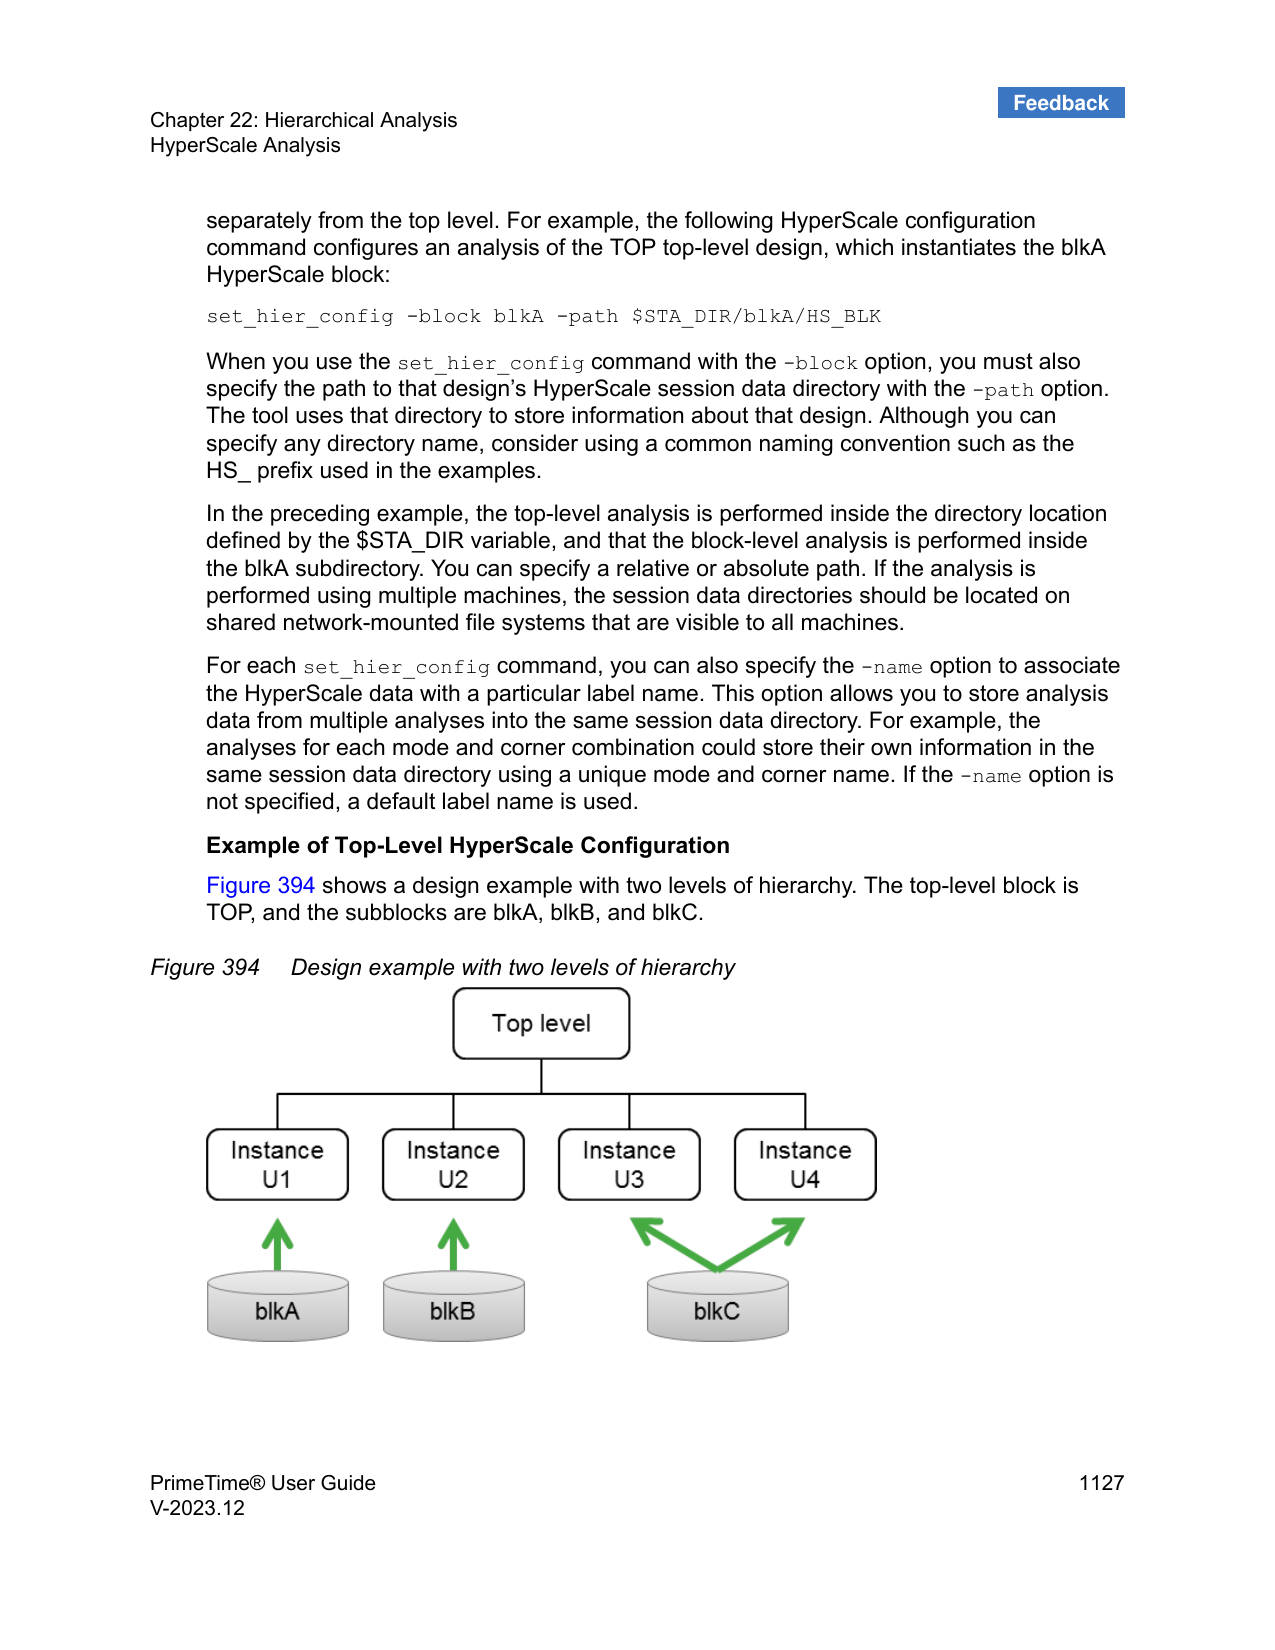 Feedback
Chapter 22: Hierarchical Analysis
HyperScale Analysis
separately from the top level. For example, the following HyperScale configuration
command configures an analysis of the TOP top-level design, which instantiates the blkA
HyperScale block:
set_hier_config -block blkA -path $STA_DIR/blkA/HS_BLK
When you use the set_hier_config command with the -block option, you must also
specify the path to that design’s HyperScale session data directory with the -path option.
The tool uses that directory to store information about that design. Although you can
specify any directory name, consider using a common naming convention such as the
HS_ prefix used in the examples.
In the preceding example, the top-level analysis is performed inside the directory location
defined by the $STA_DIR variable, and that the block-level analysis is performed inside
the blkA subdirectory. You can specify a relative or absolute path. If the analysis is
performed using multiple machines, the session data directories should be located on
shared network-mounted file systems that are visible to all machines.
For each set_hier_config command, you can also specify the -name option to associate
the HyperScale data with a particular label name. This option allows you to store analysis
data from multiple analyses into the same session data directory. For example, the
analyses for each mode and corner combination could store their own information in the
same session data directory using a unique mode and corner name. If the -name option is
not specified, a default label name is used.
Example of Top-Level HyperScale Configuration
Figure 394 shows a design example with two levels of hierarchy. The top-level block is
TOP, and the subblocks are blkA, blkB, and blkC.
Figure 394 Design example with two levels of hierarchy
Top level
Instance
U1
Instance
U2
Instance
U3
Instance
U4
blkA
blkB
blkC
PrimeTime® User Guide
V-2023.12
1127